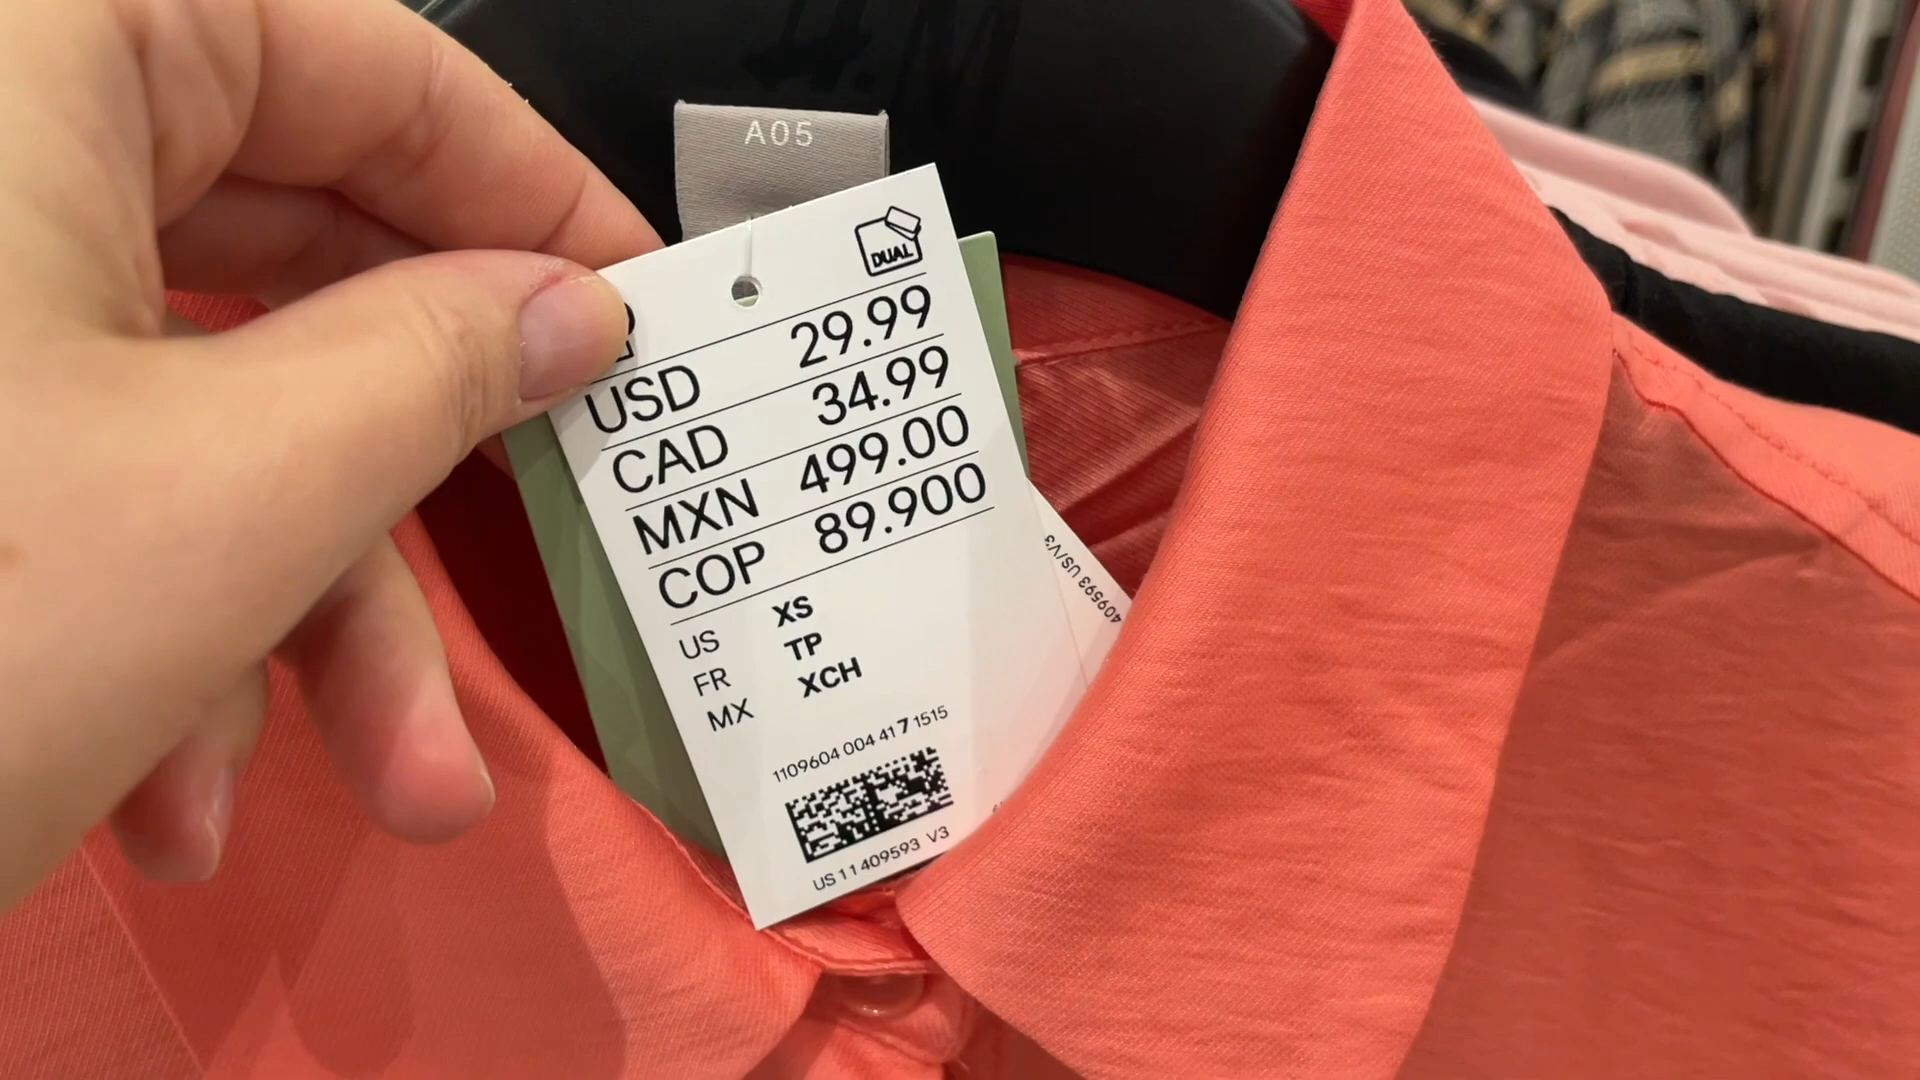 H&M
A05
DUAL
USD 29.99
CAD 34.99
MXN 499.00
COP 89.900
US XS
FR TP
MX XCH
1109604 004 41 7 1515
US 11 409593 V3
409593 US/V3